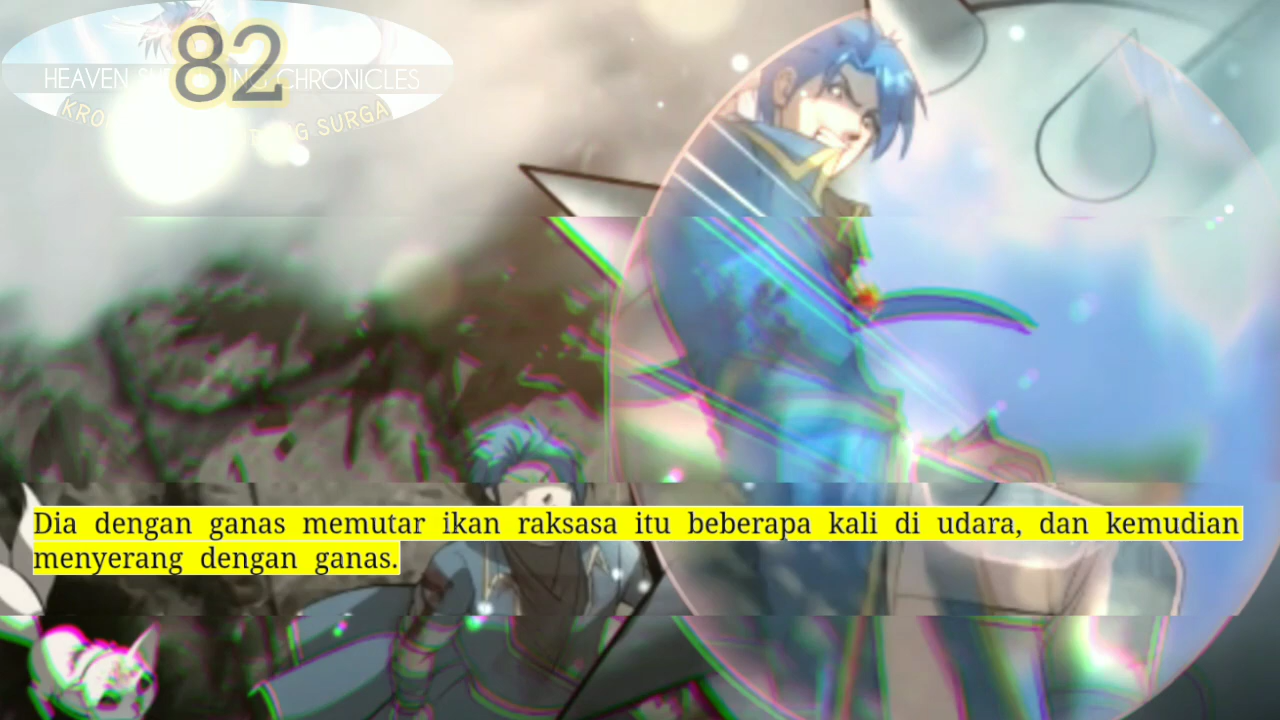 82
HEAVEN CHRONICLES
SURGA
Dia dengan ganas memutar ikan raksasa itu beberapa kali di udara, dan kemudian
menyerang dengan ganas.